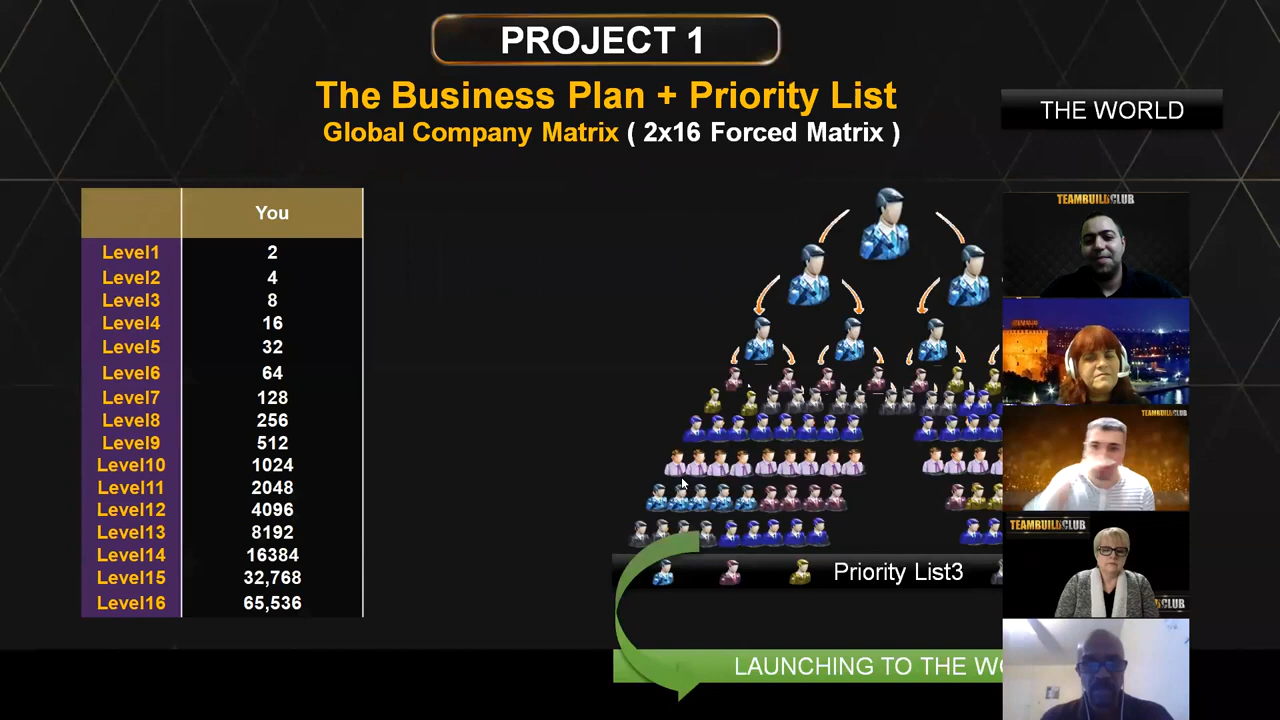 PROJECT 1
The Business Plan + Priority List
Global Company Matrix ( 2x16 Forced Matrix )
THE WORLD
You
Level1 2
Level2 4
Level3 8
Level4 16
Level5 32
Level6 64
Level7 128
Level8 256
Level9 512
Level10 1024
Level11 2048
Level12 4096
Level13 8192
Level14 16384
Level15 32,768
Level16 65,536
TEAMBUILDCLUB
TEAMBUILDCLUB
TEAMBUILDCLUB
Priority List3
LAUNCHING TO THE